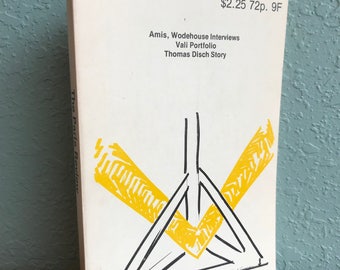 $2.25 72p. 9F
Amis, Wodehouse Interviews
Vali Portfolio
Thomas Disch Story